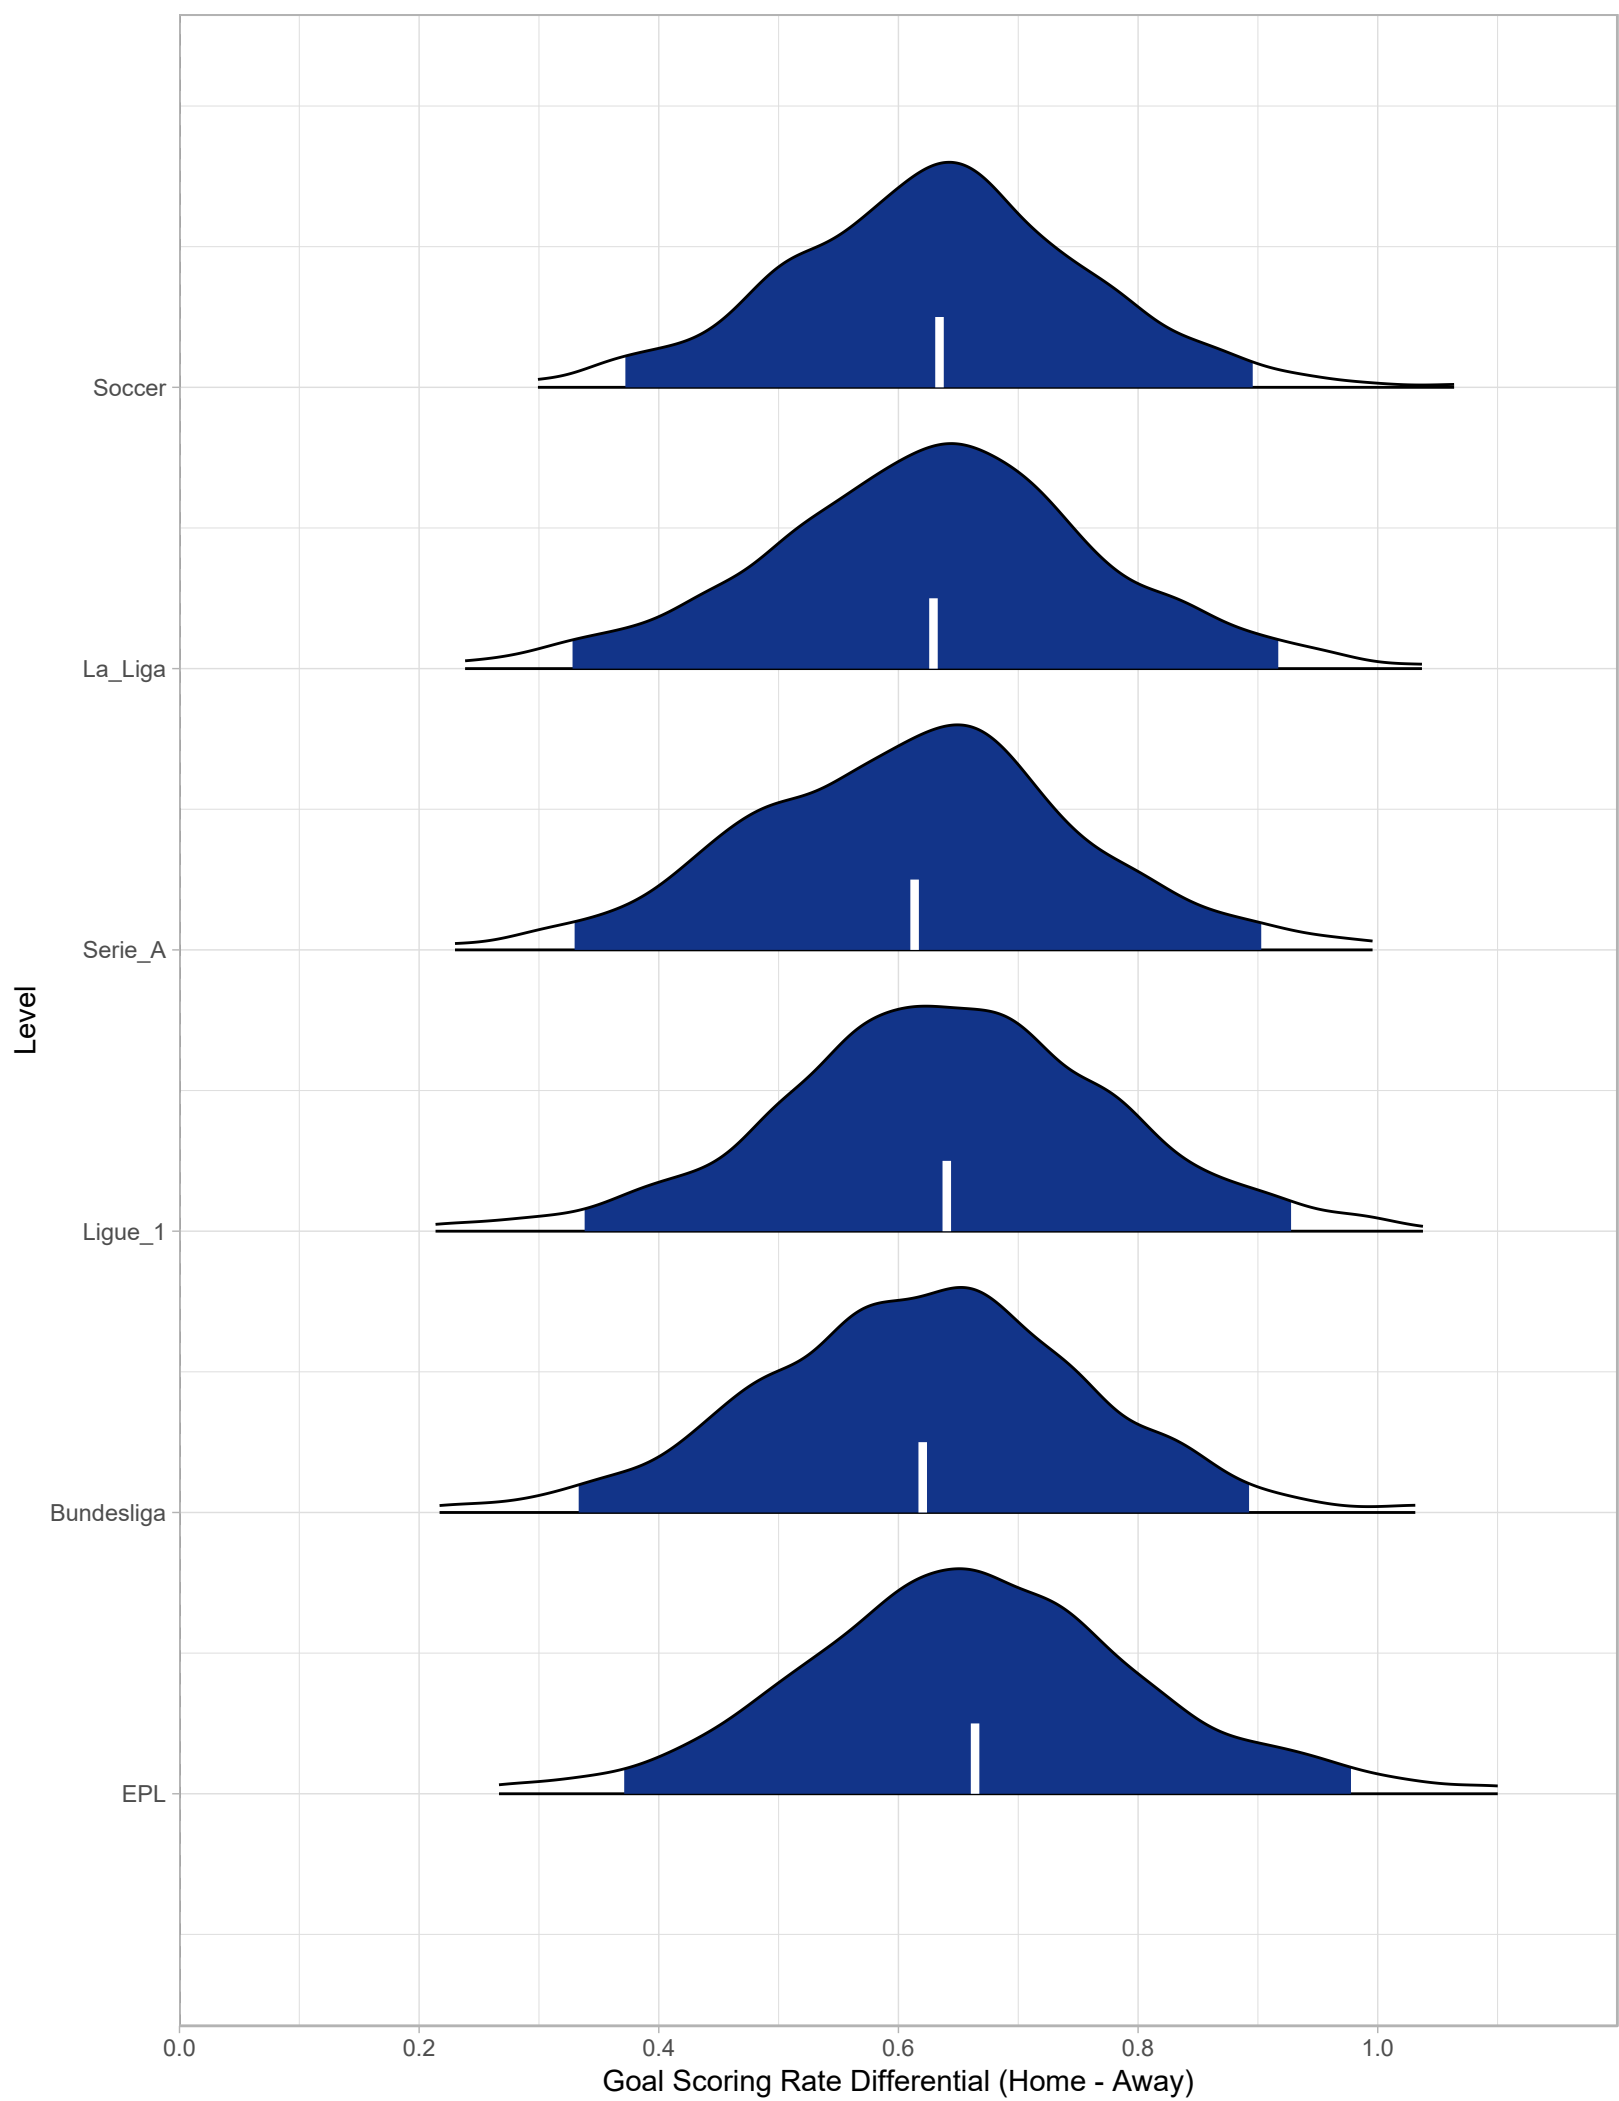 Soccer
La_Liga
Serie_A
Level
Ligue_1
Bundesliga
EPL
0.0 0.2 0.4 0.6 0.8 1.0
Goal Scoring Rate Differential (Home - Away)